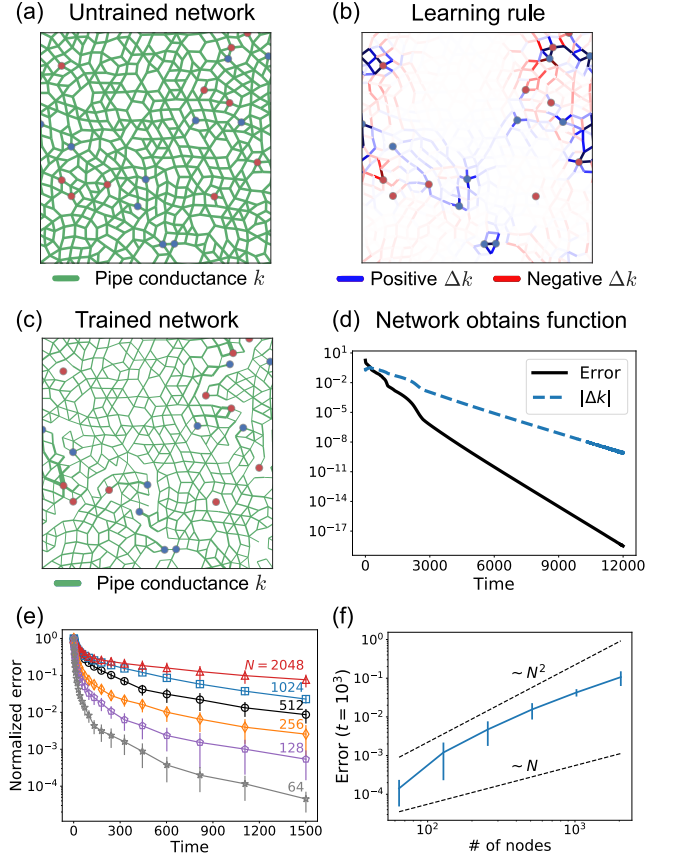 (a) Untrained network
(b) Learning rule
Pipe conductance k
Positive Δk
Negative Δk
(c) Trained network
Pipe conductance k
(d) Network obtains function
10^1
10^-2
10^-5
10^-8
10^-11
10^-14
10^-17
Error
|Δk|
0 3000 6000 9000 12000
Time
(e)
Normalized error
10^0
10^-1
10^-2
10^-3
10^-4
N = 2048
1024
512
256
128
64
0 300 600 900 1200 1500
Time
(f)
Error (t = 10^3)
10^0
10^-1
10^-2
10^-3
10^-4
~ N^2
~ N
10^2 10^3
# of nodes